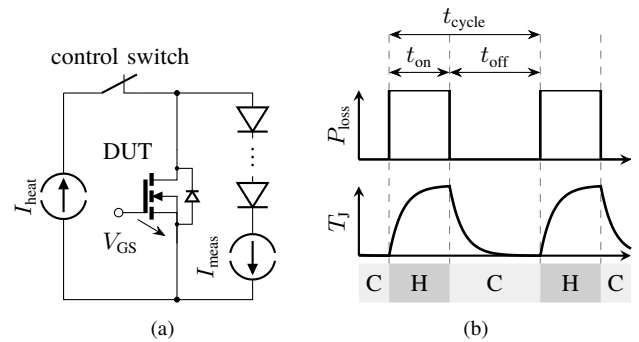 control switch
DUT
I_heat
V_GS
I_meas
(a)
t_cycle
t_on
t_off
P_loss
T_J
C
H
C
H
C
(b)